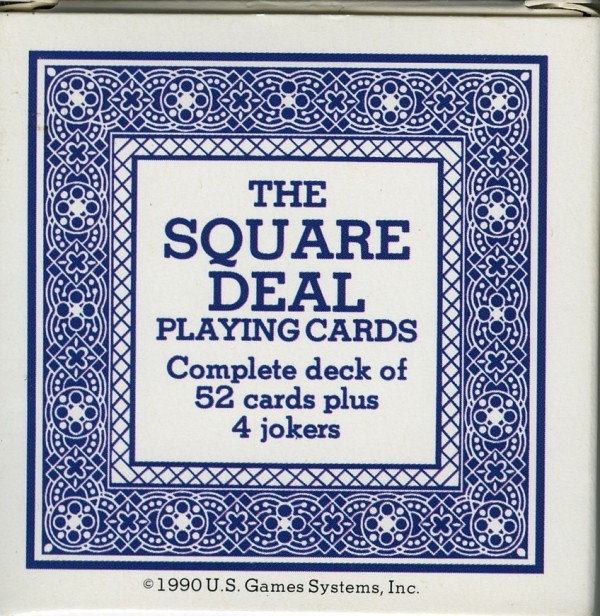 THE
SQUARE
DEAL
PLAYING CARDS
Complete deck of
52 cards plus
4 jokers
©1990 U.S. Games Systems, Inc.